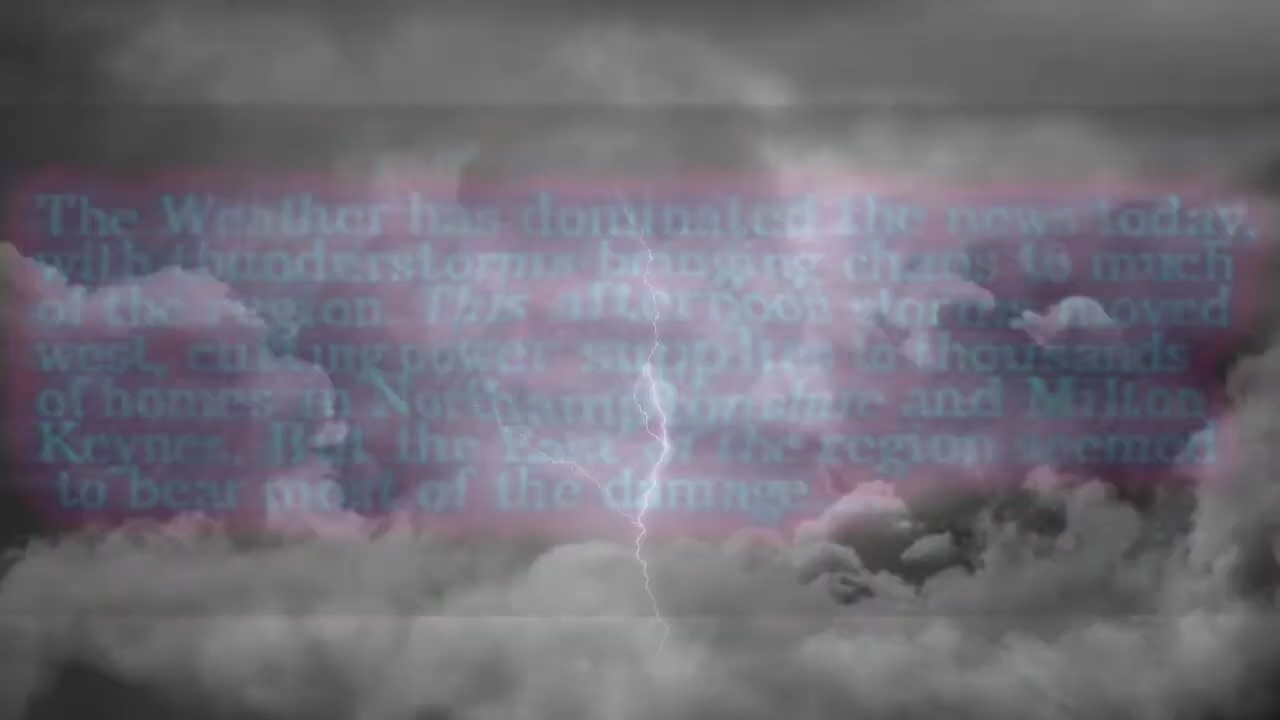 The Weather has dominated the news today,
with thunderstorms bringing chaos to much
of the region. This afternoon storms moved
west, cutting power supplies to thousands
of homes in Northamptonshire and Milton
Keynes. But the East of the region seemed
to bear most of the damage.